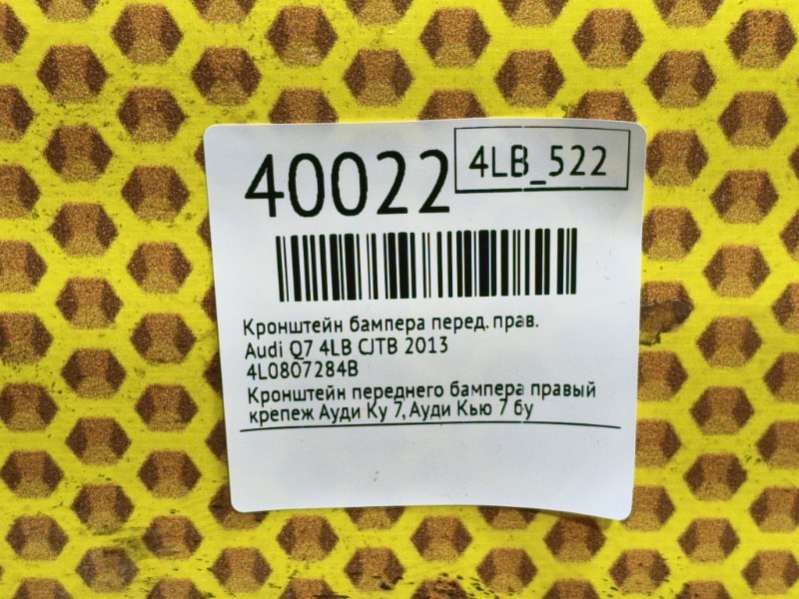 40022
4LB_522
Кронштейн бампера перед. прав.
Audi Q7 4LB CJTB 2013
4L0807284B
Кронштейн переднего бампера правый
крепеж Ауди Ку 7, Ауди Кью 7 бу